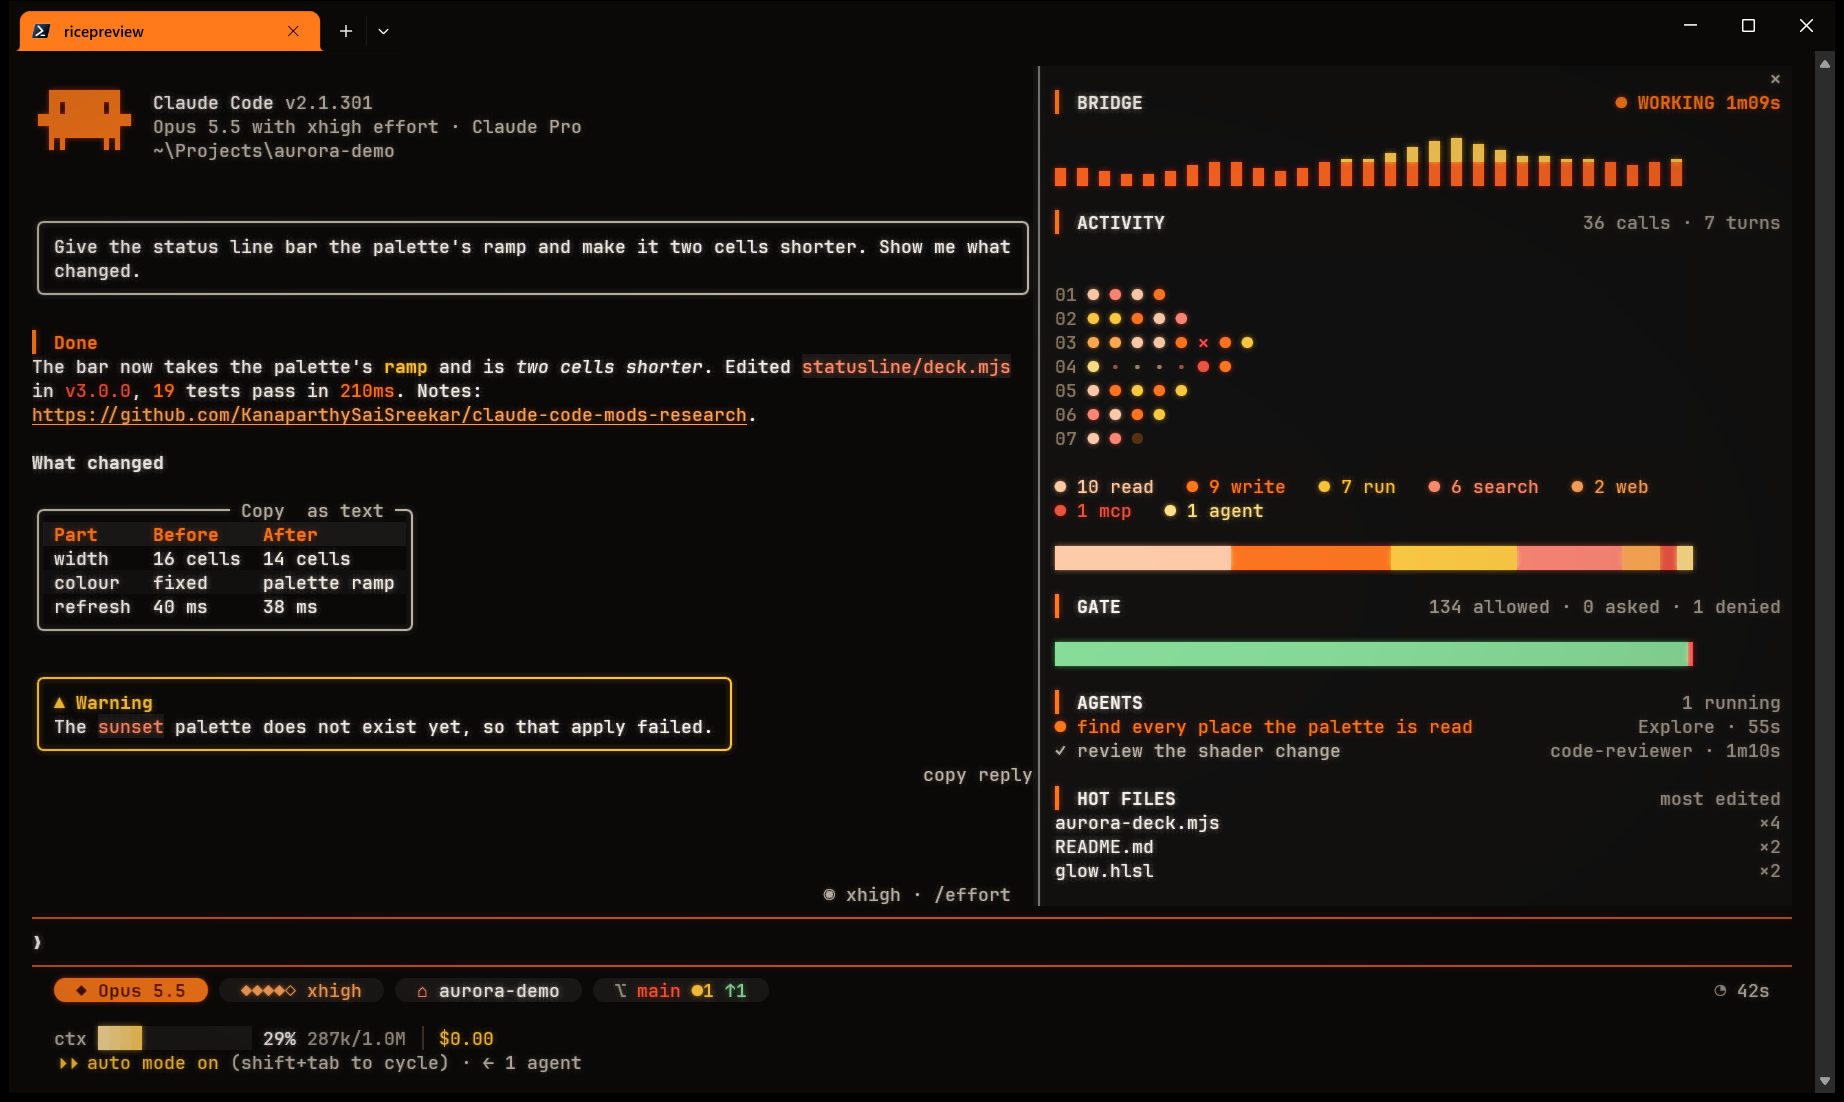 ricepreview
Claude Code v2.1.301
Opus 5.5 with xhigh effort · Claude Pro
~\Projects\aurora-demo
Give the status line bar the palette's ramp and make it two cells shorter. Show me what
changed.
Done
The bar now takes the palette's ramp and is two cells shorter. Edited statusline/deck.mjs
in v3.0.0, 19 tests pass in 210ms. Notes:
https://github.com/KanaparthySaiSreekar/claude-code-mods-research.
What changed
Copy as text
Part Before After
width 16 cells 14 cells
colour fixed palette ramp
refresh 40 ms 38 ms
▲ Warning
The sunset palette does not exist yet, so that apply failed.
copy reply
◉ xhigh · /effort
BRIDGE ● WORKING 1m09s
ACTIVITY 36 calls · 7 turns
01
02
03 ×
04
05
06
07
● 10 read ● 9 write ● 7 run ● 6 search ● 2 web
● 1 mcp ● 1 agent
GATE 134 allowed · 0 asked · 1 denied
AGENTS 1 running
● find every place the palette is read Explore · 55s
✓ review the shader change code-reviewer · 1m10s
HOT FILES most edited
aurora-deck.mjs ×4
README.md ×2
glow.hlsl ×2
❯
◆ Opus 5.5 ◆◆◆◆◇ xhigh ⌂ aurora-demo ⌥ main ●1 ↑1 ◔ 42s
ctx 29% 287k/1.0M │ $0.00
⏵⏵ auto mode on (shift+tab to cycle) · ← 1 agent